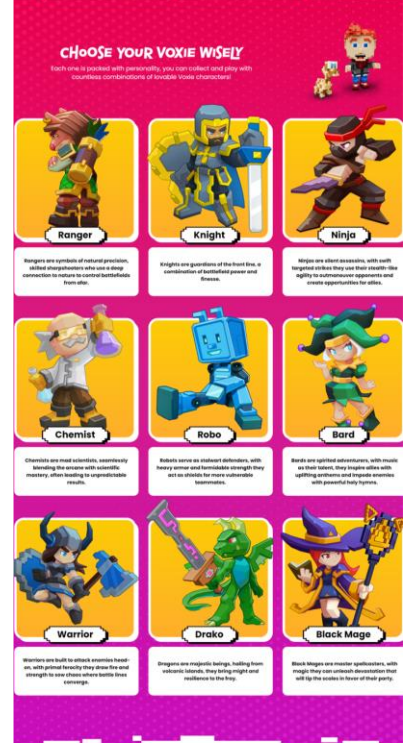 CHOOSE YOUR VOXIE WISELY
Each one is packed with personality, you can collect and play with
countless combinations of lovable Voxie characters!
Ranger
Rangers are symbols of natural precision,
skilled sharpshooters who use a deep
connection to nature to control battlefields
from afar.
Knight
Knights are guardians of the front line, a
combination of battlefield power and
finesse.
Ninja
Ninjas are silent assassins, with swift
targeted strikes they use their stealth-like
agility to outmaneuver opponents and
create opportunities for allies.
Chemist
Chemists are mad scientists, seamlessly
blending the arcane with scientific
mastery, often leading to unpredictable
results.
Robo
Robots serve as stalwart defenders, with
heavy armor and formidable strength they
act as shields for more vulnerable
teammates.
Bard
Bards are spirited adventurers, with music
as their talent, they inspire allies with
uplifting anthems and impede enemies
with powerful holy hymns.
Warrior
Warriors are built to attack enemies head-
on, with primal ferocity they draw fire and
strength to sow chaos where battle lines
converge.
Drako
Dragons are majestic beings, hailing from
volcanic islands, they bring might and
resilience to the fray.
Black Mage
Black Mages are master spellcasters, with
magic they can unleash devastation that
will tip the scales in favor of their party.